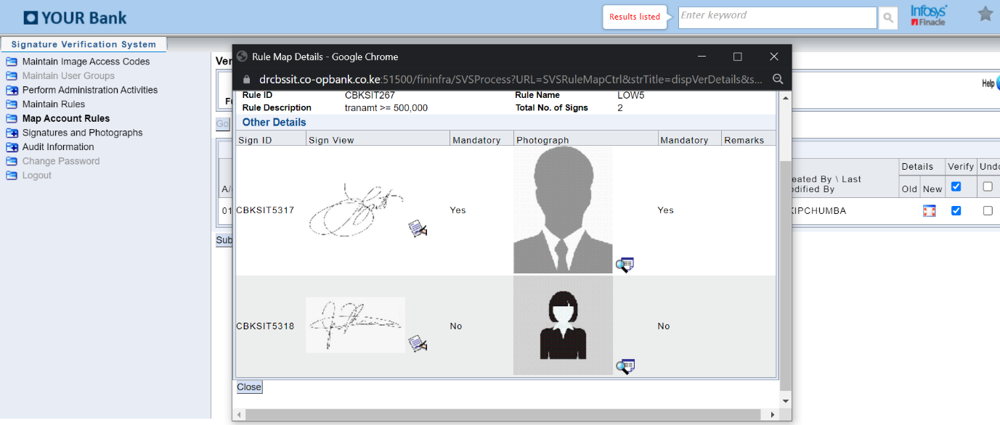 YOUR Bank
Results listed
Enter keyword
Infosys
Finacle
Signature Verification System
Maintain Image Access Codes
Maintain User Groups
Perform Administration Activities
Maintain Rules
Map Account Rules
Signatures and Photographs
Audit Information
Change Password
Logout
Ver
Help
Go
Rule Map Details - Google Chrome
drcbssit.co-opbank.co.ke:51500/fininfra/SVSProcess?URL=SVSRuleMapCtrl&strTitle=dispVerDetails&s...
Rule ID CBKSIT267 Rule Name LOW5
Rule Description tranamt >= 500,000 Total No. of Signs 2
Other Details
Sign ID Sign View Mandatory Photograph Mandatory Remarks
CBKSIT5317 Yes Yes
CBKSIT5318 No No
Close
A/
01
Sub
eated By \ Last
dified By
Details Verify Undo
Old New
KIPCHUMBA